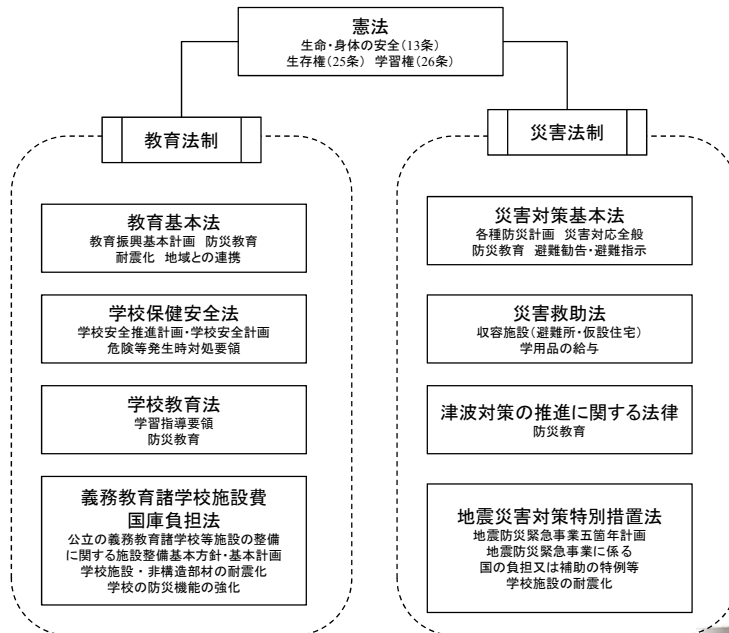 憲法
生命・身体の安全(13条)
生存権(25条) 学習権(26条)
教育法制
教育基本法
教育振興基本計画 防災教育
耐震化 地域との連携
学校保健安全法
学校安全推進計画・学校安全計画
危険等発生時対処要領
学校教育法
学習指導要領
防災教育
義務教育諸学校施設費
国庫負担法
公立の義務教育諸学校等施設の整備
に関する施設整備基本方針・基本計画
学校施設・非構造部材の耐震化
学校の防災機能の強化
災害法制
災害対策基本法
各種防災計画 災害対応全般
防災教育 避難勧告・避難指示
災害救助法
収容施設(避難所・仮設住宅)
学用品の給与
津波対策の推進に関する法律
防災教育
地震災害対策特別措置法
地震防災緊急事業五箇年計画
地震防災緊急事業に係る
国の負担又は補助の特例等
学校施設の耐震化